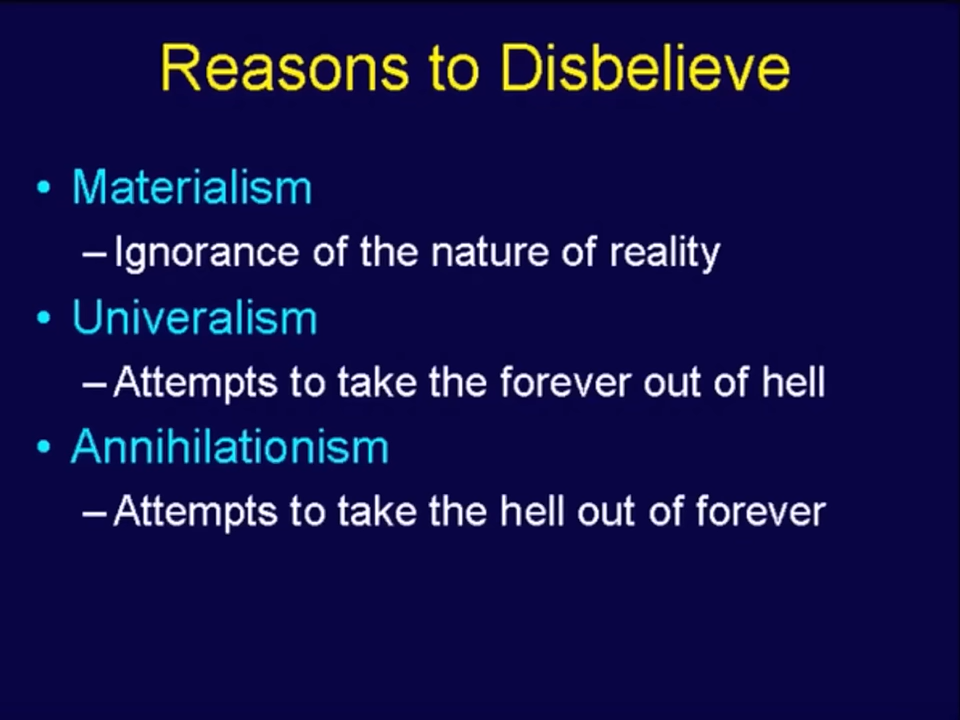 Reasons to Disbelieve
• Materialism
– Ignorance of the nature of reality
• Univeralism
– Attempts to take the forever out of hell
• Annihilationism
– Attempts to take the hell out of forever